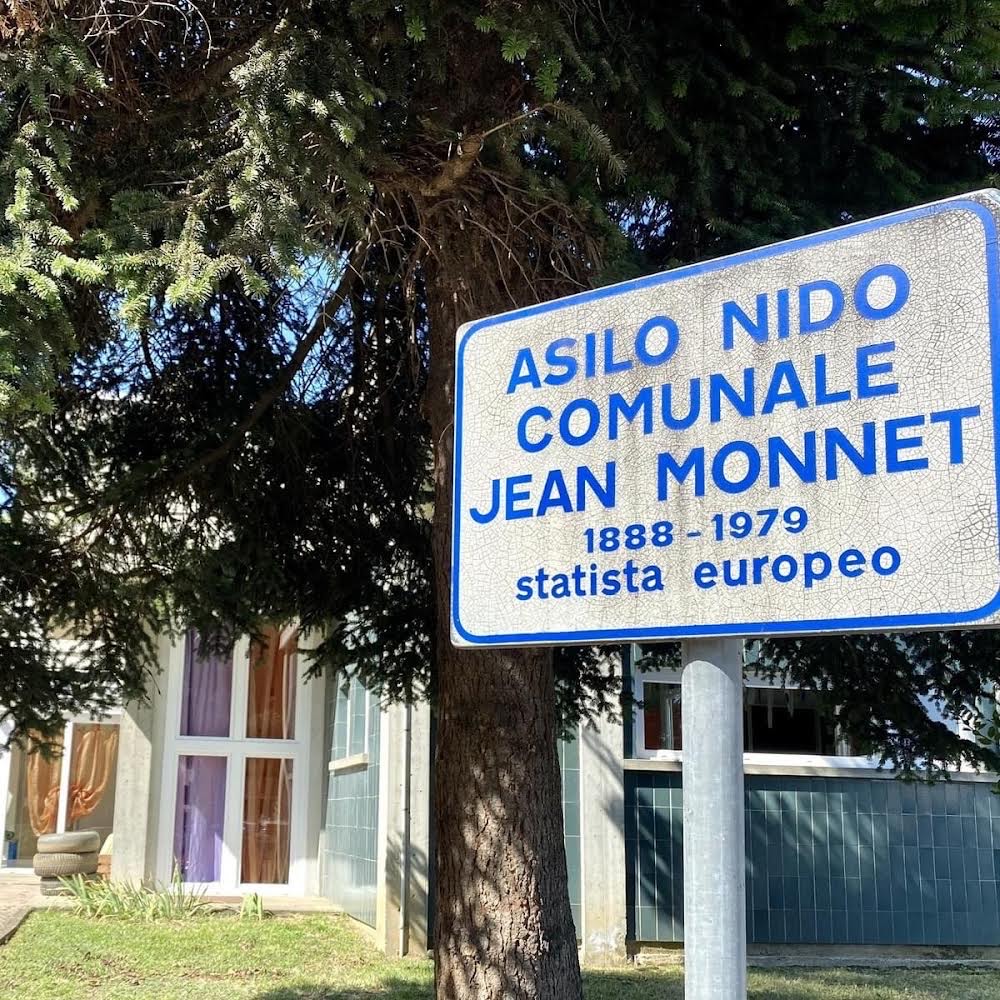 ASILO NIDO
COMUNALE
JEAN MONNET
1888-1979
statista europeo